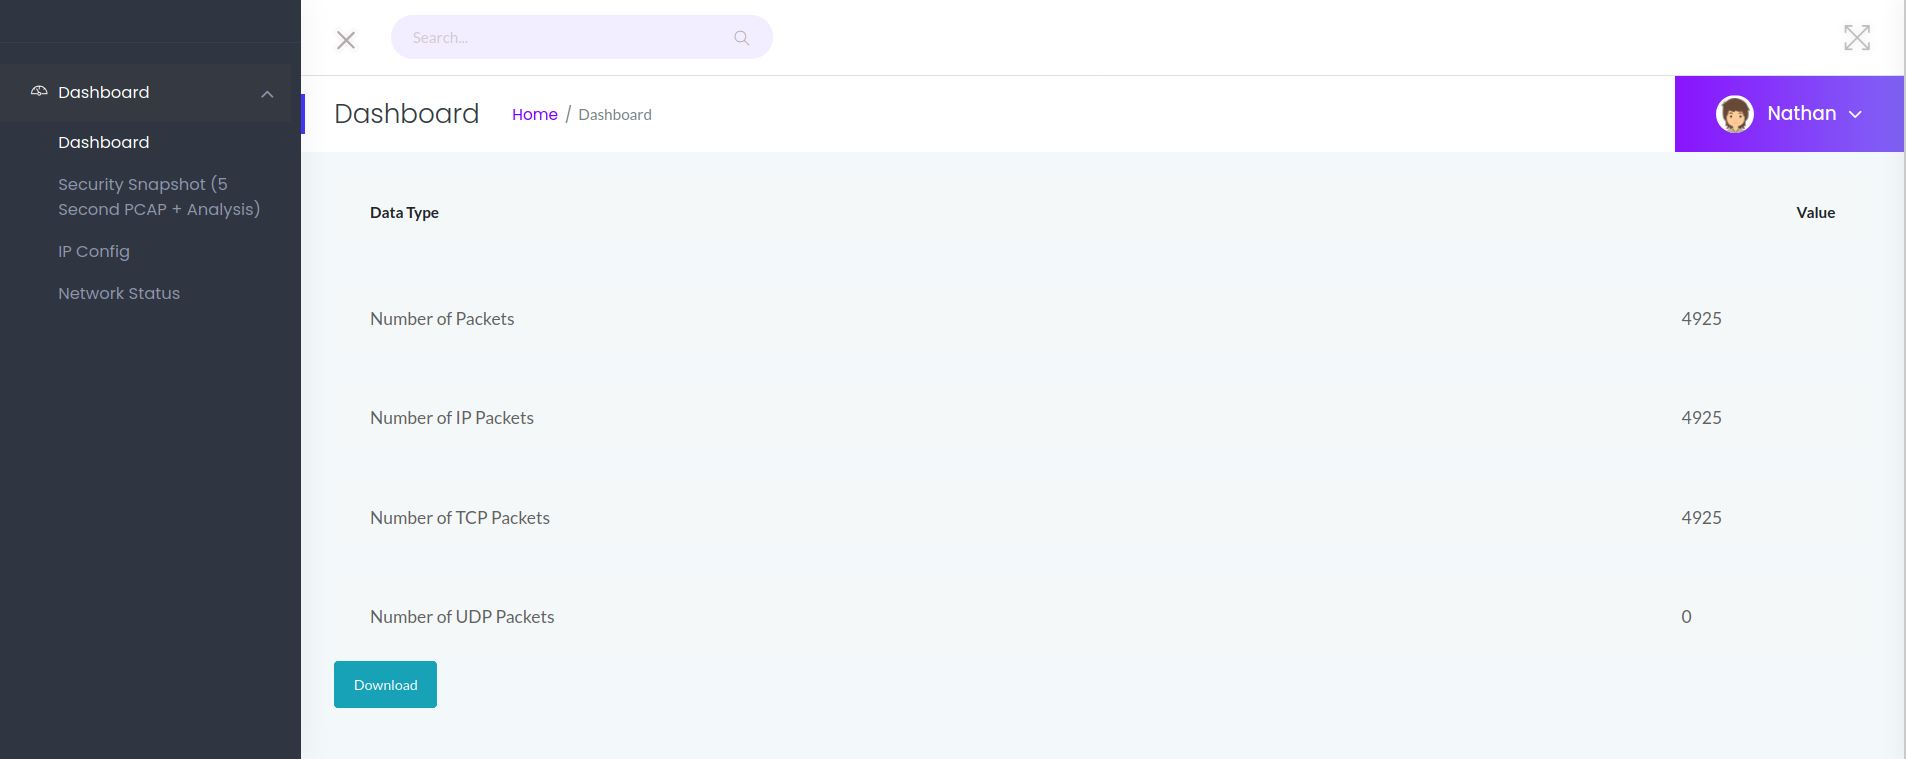 Search...
Dashboard
Dashboard
Security Snapshot (5
Second PCAP + Analysis)
IP Config
Network Status
Dashboard Home / Dashboard
Nathan
Data Type Value
Number of Packets 4925
Number of IP Packets 4925
Number of TCP Packets 4925
Number of UDP Packets 0
Download